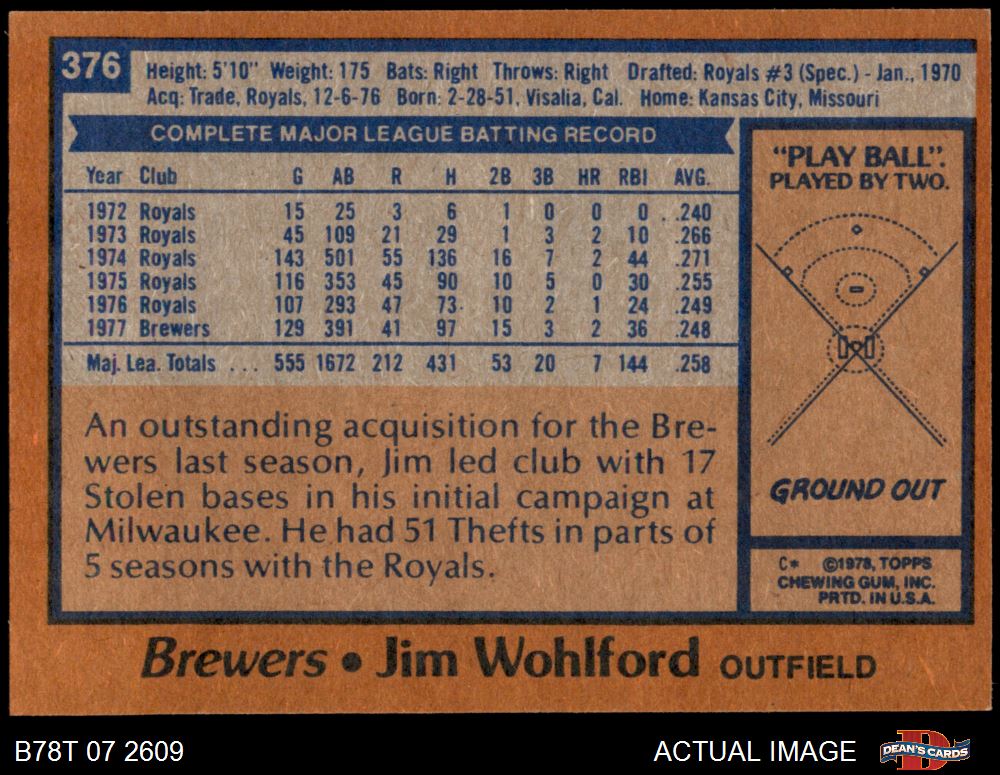 376
Height: 5'10" Weight: 175 Bats: Right Throws: Right Drafted: Royals #3 (Spec.) - Jan., 1970
Acq: Trade, Royals, 12-6-76 Born: 2-28-51, Visalia, Cal. Home: Kansas City, Missouri
COMPLETE MAJOR LEAGUE BATTING RECORD
Year Club G AB R H 2B 3B HR RBI AVG.
1972 Royals 15 25 3 6 1 0 0 0 .240
1973 Royals 45 109 21 29 1 3 2 10 .266
1974 Royals 143 501 55 136 16 7 2 44 .271
1975 Royals 116 353 45 90 10 5 0 30 .255
1976 Royals 107 293 47 73 10 2 1 24 .249
1977 Brewers 129 391 41 97 15 3 2 36 .248
Maj. Lea. Totals ... 555 1672 212 431 53 20 7 144 .258
An outstanding acquisition for the Bre-
wers last season, Jim led club with 17
Stolen bases in his initial campaign at
Milwaukee. He had 51 Thefts in parts of
5 seasons with the Royals.
"PLAY BALL".
PLAYED BY TWO.
GROUND OUT
C* ©1978, TOPPS
CHEWING GUM, INC.
PRTD. IN U.S.A.
Brewers • Jim Wohlford OUTFIELD
B78T 07 2609
ACTUAL IMAGE
D
DEAN'S CARDS